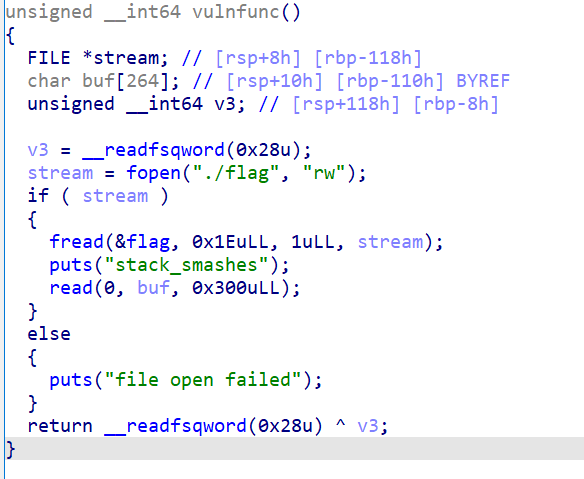 unsigned __int64 vulnfunc()
{
  FILE *stream; // [rsp+8h] [rbp-118h]
  char buf[264]; // [rsp+10h] [rbp-110h] BYREF
  unsigned __int64 v3; // [rsp+118h] [rbp-8h]

  v3 = __readfsqword(0x28u);
  stream = fopen("./flag", "rw");
  if ( stream )
  {
    fread(&flag, 0x1EuLL, 1uLL, stream);
    puts("stack_smashes");
    read(0, buf, 0x300uLL);
  }
  else
  {
    puts("file open failed");
  }
  return __readfsqword(0x28u) ^ v3;
}